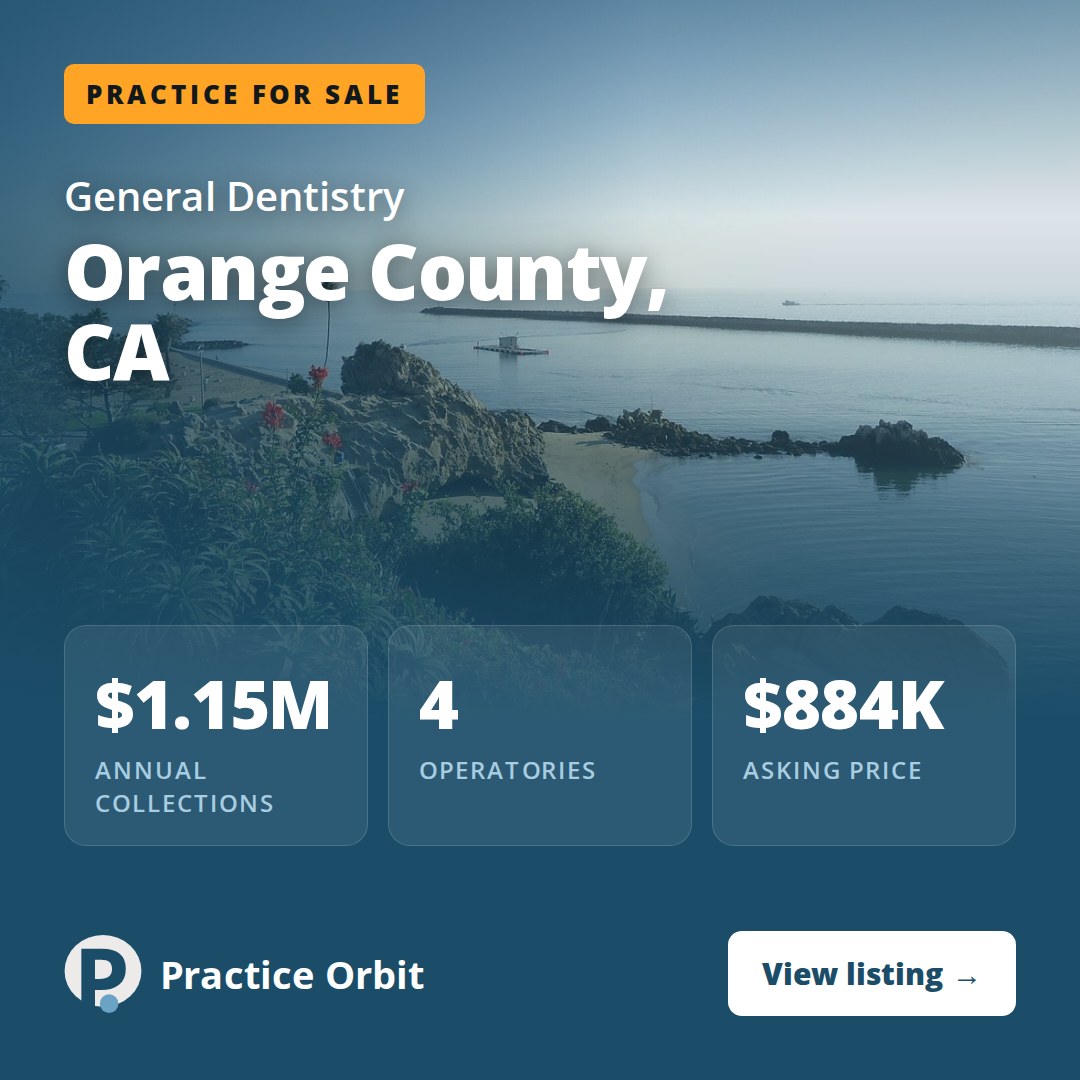 PRACTICE FOR SALE
General Dentistry
Orange County,
CA
$1.15M
ANNUAL
COLLECTIONS
4
OPERATORIES
$884K
ASKING PRICE
P
Practice Orbit
View listing →